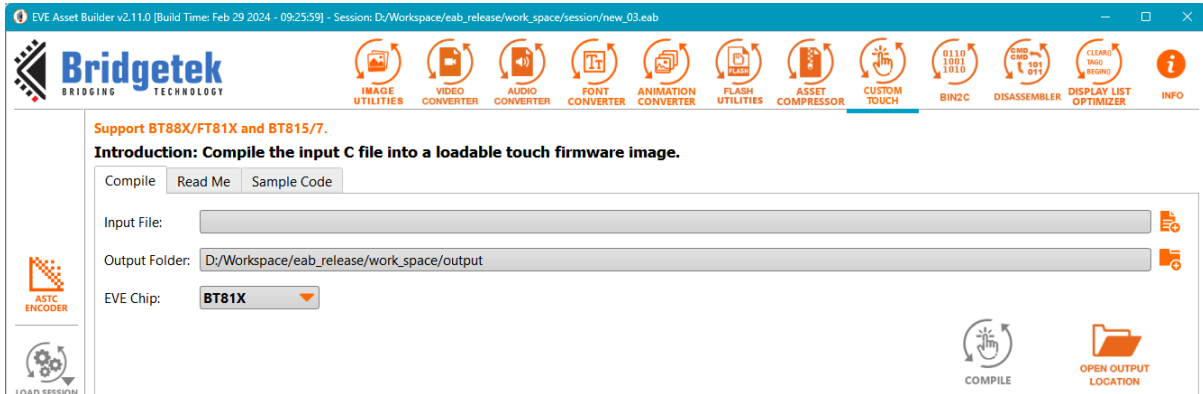 EVE Asset Builder v2.11.0 [Build Time: Feb 29 2024 - 09:25:59] - Session: D:/Workspace/eab_release/work_space/session/new_03.eab
Bridgetek
BRIDGING TECHNOLOGY
IMAGE UTILITIES
VIDEO CONVERTER
AUDIO CONVERTER
FONT CONVERTER
ANIMATION CONVERTER
FLASH
FLASH UTILITIES
ASSET COMPRESSOR
CUSTOM TOUCH
0110
1001
1010
BIN2C
CMD
CMD
101
011
DISASSEMBLER
CLEAR()
TAG()
BEGIN()
DISPLAY LIST OPTIMIZER
INFO
Support BT88X/FT81X and BT815/7.
Introduction: Compile the input C file into a loadable touch firmware image.
Compile Read Me Sample Code
Input File:
Output Folder: D:/Workspace/eab_release/work_space/output
EVE Chip: BT81X
ASTC
ENCODER
LOAD SESSION
COMPILE
OPEN OUTPUT
LOCATION